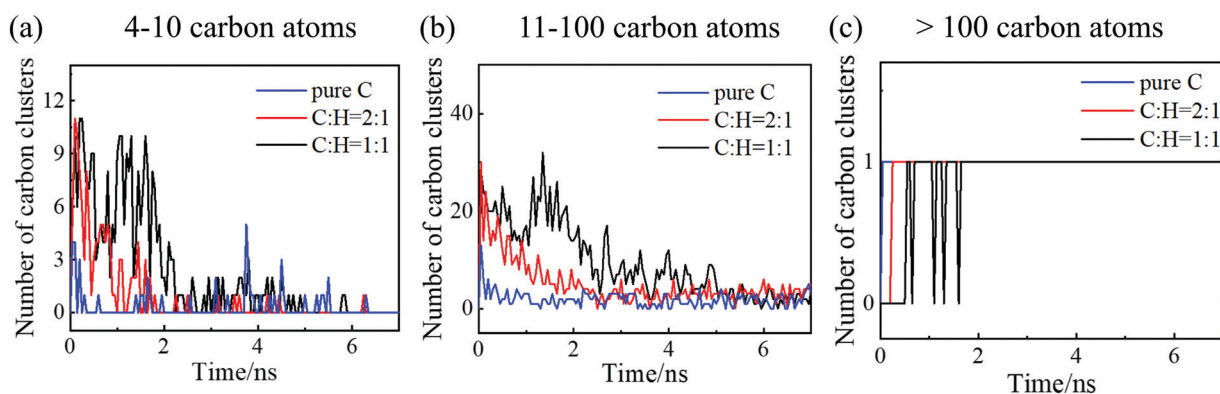 (a) 4-10 carbon atoms
Number of carbon clusters
12
9
6
3
0
pure C
C:H=2:1
C:H=1:1
0 2 4 6
Time/ns
(b) 11-100 carbon atoms
Number of carbon clusters
40
20
0
pure C
C:H=2:1
C:H=1:1
0 2 4 6
Time/ns
(c) > 100 carbon atoms
Number of carbon clusters
1
0
pure C
C:H=2:1
C:H=1:1
0 2 4 6
Time/ns